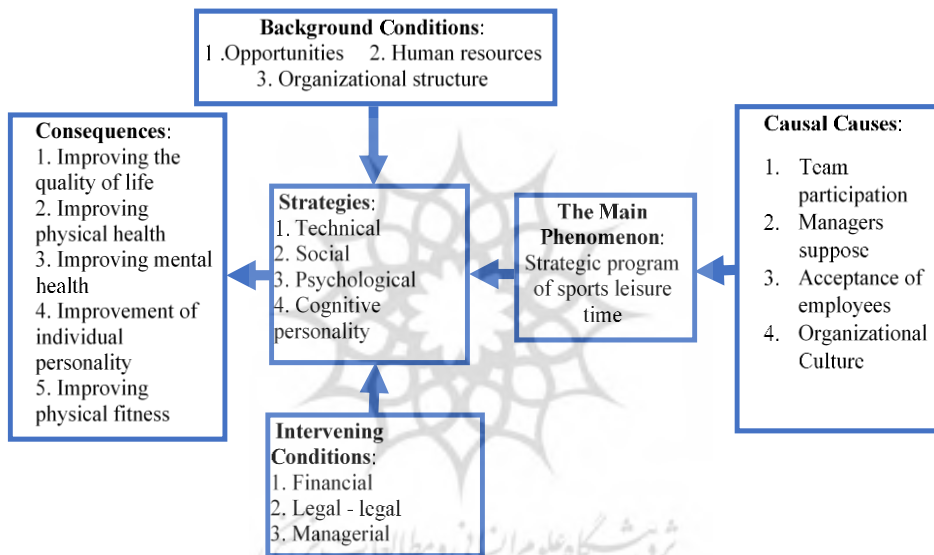 Background Conditions:
1 .Opportunities 2. Human resources
3. Organizational structure
Consequences:
1. Improving the
quality of life
2. Improving
physical health
3. Improving mental
health
4. Improvement of
individual
personality
5. Improving
physical fitness
Strategies:
1. Technical
2. Social
3. Psychological
4. Cognitive
personality
The Main
Phenomenon:
Strategic program
of sports leisure
time
Causal Causes:
1. Team
participation
2. Managers
suppose
3. Acceptance of
employees
4. Organizational
Culture
Intervening
Conditions:
1. Financial
2. Legal - legal
3. Managerial